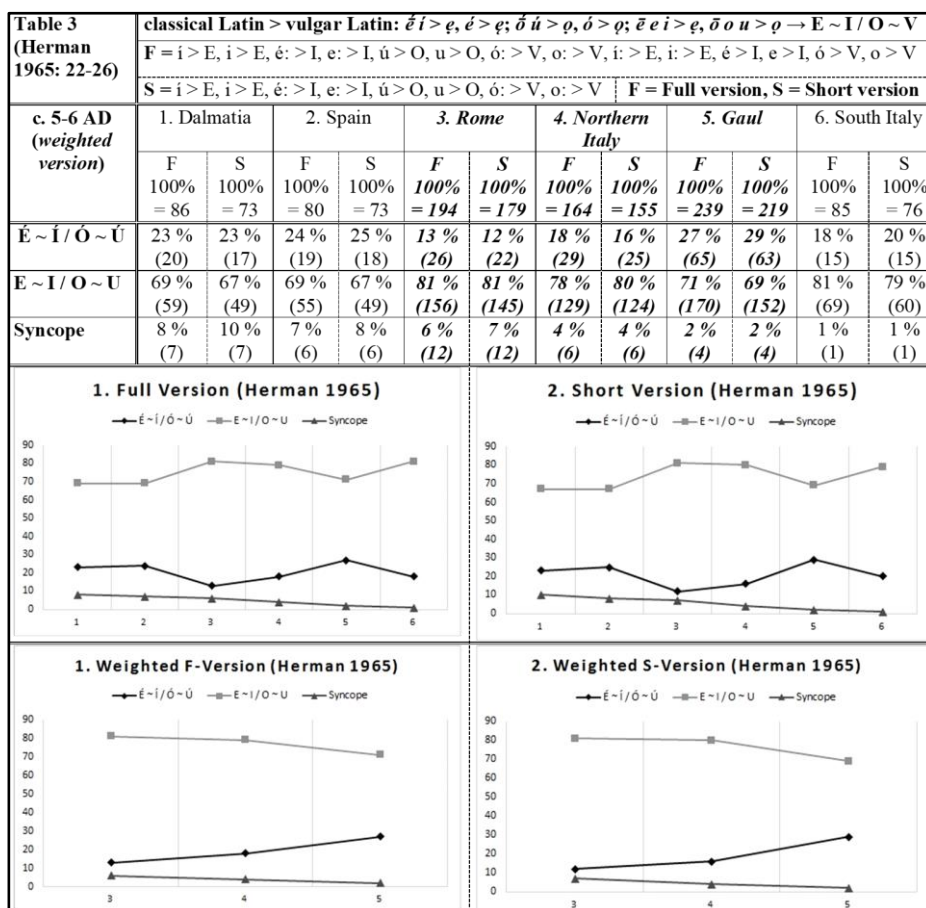 Table 3 (Herman 1965: 22-26)
classical Latin > vulgar Latin: ḗ í > ẹ, é > ę; ṓ ú > ọ, ó > ǫ; ē e i > ẹ, ō o u > ọ → E ~ I / O ~ V
F = í > E, i > E, é: > I, e: > I, ú > O, u > O, ó: > V, o: > V, í: > E, i: > E, é > I, e > I, ó > V, o > V
S = í > E, i > E, é: > I, e: > I, ú > O, u > O, ó: > V, o: > V F = Full version, S = Short version
c. 5-6 AD (weighted version)
1. Dalmatia 2. Spain 3. Rome 4. Northern Italy 5. Gaul 6. South Italy
F S F S F S F S F S F S
100% 100% 100% 100% 100% 100% 100% 100% 100% 100% 100% 100%
= 86 = 73 = 80 = 73 = 194 = 179 = 164 = 155 = 239 = 219 = 85 = 76
É ~ Í / Ó ~ Ú 23 % 23 % 24 % 25 % 13 % 12 % 18 % 16 % 27 % 29 % 18 % 20 %
(20) (17) (19) (18) (26) (22) (29) (25) (65) (63) (15) (15)
E ~ I / O ~ U 69 % 67 % 69 % 67 % 81 % 81 % 78 % 80 % 71 % 69 % 81 % 79 %
(59) (49) (55) (49) (156) (145) (129) (124) (170) (152) (69) (60)
Syncope 8 % 10 % 7 % 8 % 6 % 7 % 4 % 4 % 2 % 2 % 1 % 1 %
(7) (7) (6) (6) (12) (12) (6) (6) (4) (4) (1) (1)
1. Full Version (Herman 1965)
É ~ Í / Ó ~ Ú E ~ I / O ~ U Syncope
90
80
70
60
50
40
30
20
10
0
1 2 3 4 5 6
2. Short Version (Herman 1965)
É ~ Í / Ó ~ Ú E ~ I / O ~ U Syncope
90
80
70
60
50
40
30
20
10
0
1 2 3 4 5 6
1. Weighted F-Version (Herman 1965)
É ~ Í / Ó ~ Ú E ~ I / O ~ U Syncope
90
80
70
60
50
40
30
20
10
0
3 4 5
2. Weighted S-Version (Herman 1965)
É ~ Í / Ó ~ Ú E ~ I / O ~ U Syncope
90
80
70
60
50
40
30
20
10
0
3 4 5